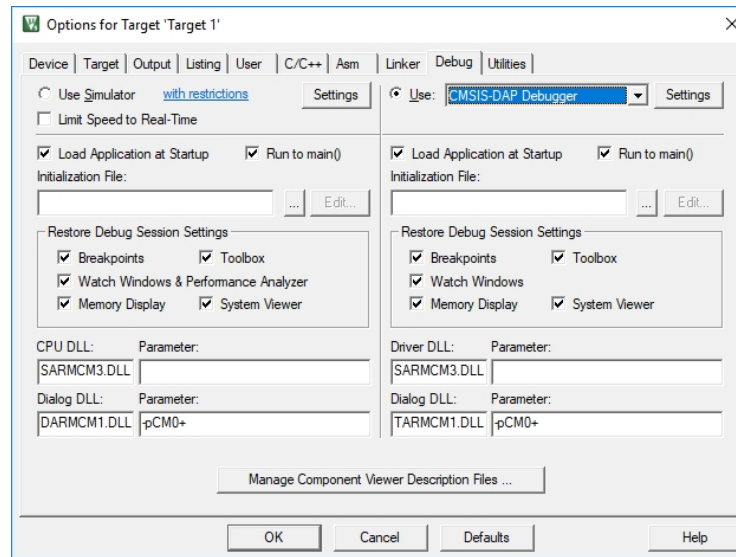 Options for Target 'Target 1'
Device Target Output Listing User C/C++ Asm Linker Debug Utilities
Use Simulator with restrictions Settings
Limit Speed to Real-Time
Use: CMSIS-DAP Debugger Settings
Load Application at Startup Run to main()
Initialization File:
... Edit...
Restore Debug Session Settings
Breakpoints Toolbox
Watch Windows & Performance Analyzer
Memory Display System Viewer
CPU DLL: Parameter:
SARMCM3.DLL
Dialog DLL: Parameter:
DARMCM1.DLL -pCM0+
Load Application at Startup Run to main()
Initialization File:
... Edit...
Restore Debug Session Settings
Breakpoints Toolbox
Watch Windows
Memory Display System Viewer
Driver DLL: Parameter:
SARMCM3.DLL
Dialog DLL: Parameter:
TARMCM1.DLL -pCM0+
Manage Component Viewer Description Files ...
OK Cancel Defaults Help